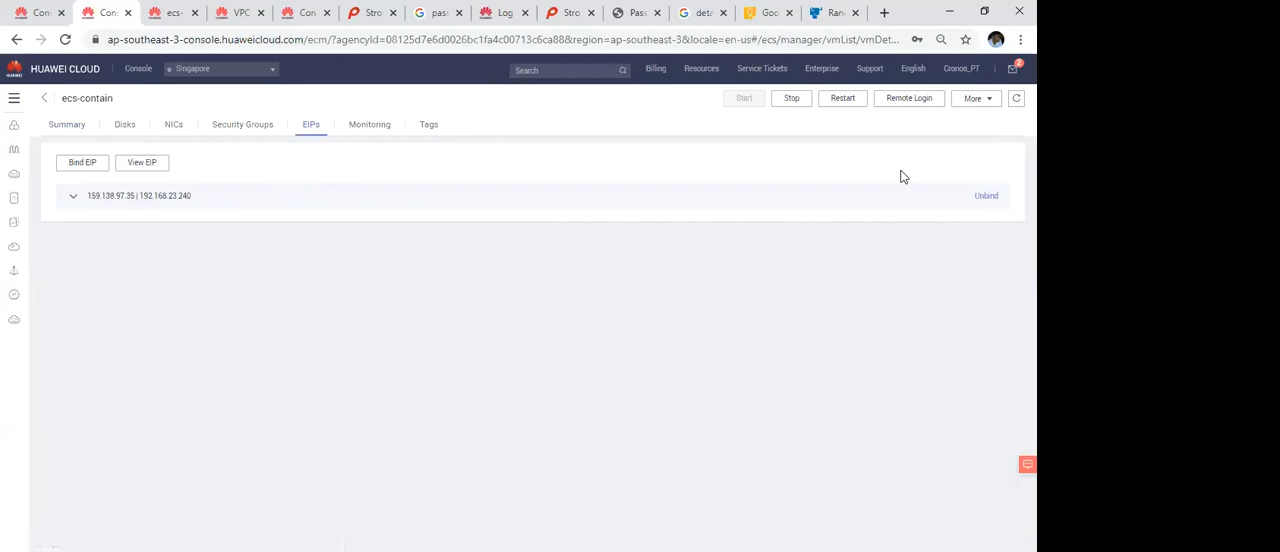 Con ecs- VPC Con Stro pass Log Stro Pass deta Goo Ran
ap-southeast-3-console.huaweicloud.com/ecm/?agencyId=08125d7e6d0026bc1fa4c00713c6ca88&region=ap-southeast-3&locale=en-us#/ecs/manager/vmList/vmDet...
HUAWEI CLOUD Console Singapore Search Billing Resources Service Tickets Enterprise Support English Cronos_PT 2
ecs-contain Start Stop Restart Remote Login More
Summary Disks NICs Security Groups EIPs Monitoring Tags
Bind EIP View EIP
159.138.97.35 | 192.168.23.240 Unbind